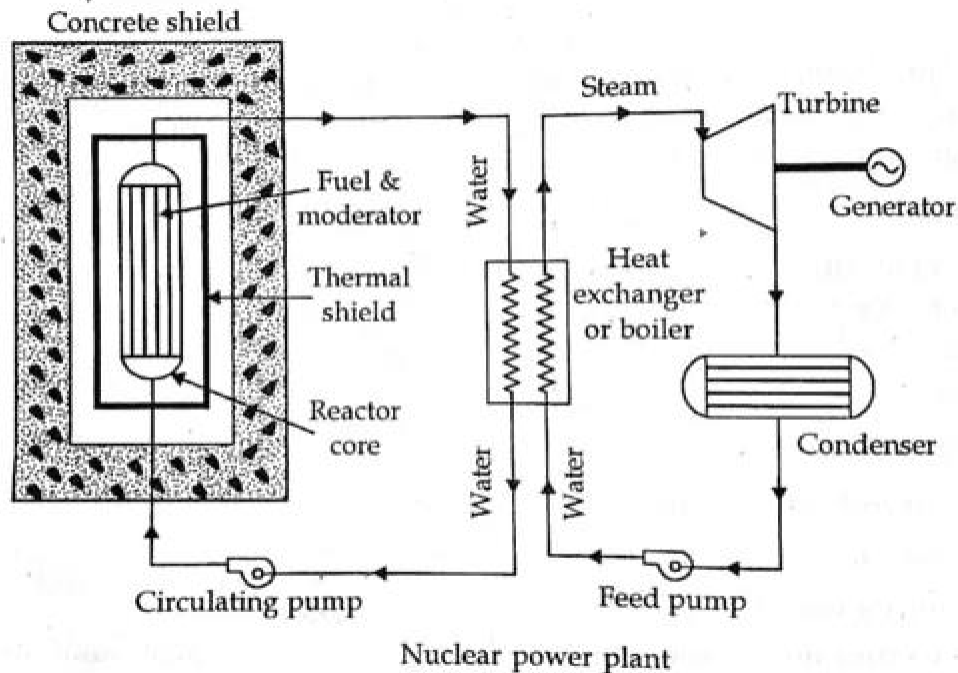 Concrete shield
Steam
Turbine
Water
Fuel &
moderator
Generator
Heat
exchanger
or boiler
Thermal
shield
Reactor
core
Condenser
Water
Water
Circulating pump
Feed pump
Nuclear power plant